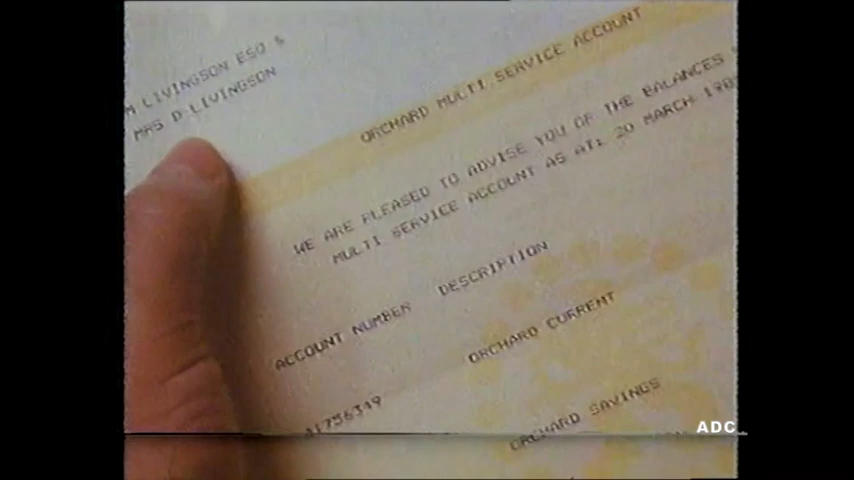 M LIVINGSON ESQ &
MRS D LIVINGSON
ORCHARD MULTI SERVICE ACCOUNT
WE ARE PLEASED TO ADVISE YOU OF THE BALANCES
MULTI SERVICE ACCOUNT AS AT: 20 MARCH
ACCOUNT NUMBER DESCRIPTION
ORCHARD CURRENT
41756349
ORCHARD SAVINGS
ADC